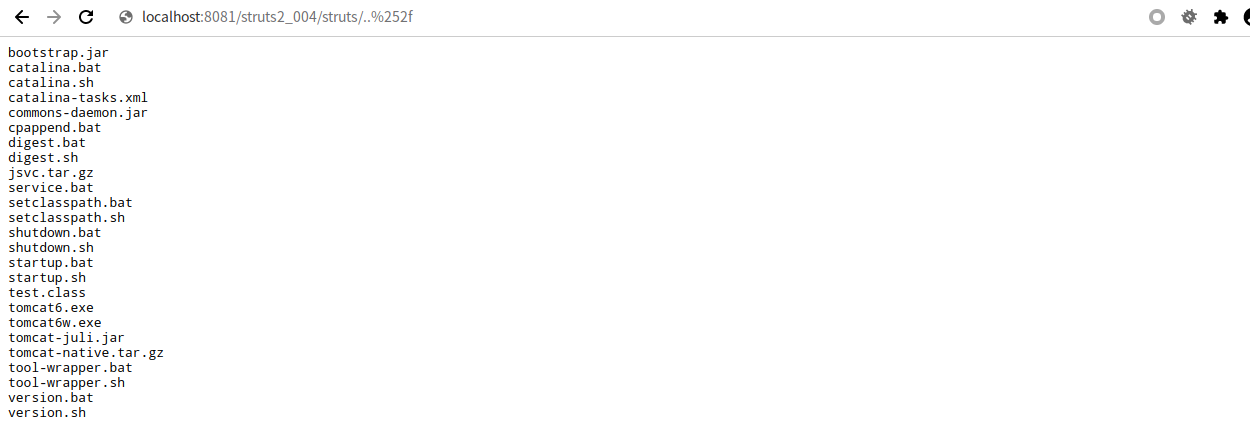 localhost:8081/struts2_004/struts/..%252f
bootstrap.jar
catalina.bat
catalina.sh
catalina-tasks.xml
commons-daemon.jar
cpappend.bat
digest.bat
digest.sh
jsvc.tar.gz
service.bat
setclasspath.bat
setclasspath.sh
shutdown.bat
shutdown.sh
startup.bat
startup.sh
test.class
tomcat6.exe
tomcat6w.exe
tomcat-juli.jar
tomcat-native.tar.gz
tool-wrapper.bat
tool-wrapper.sh
version.bat
version.sh